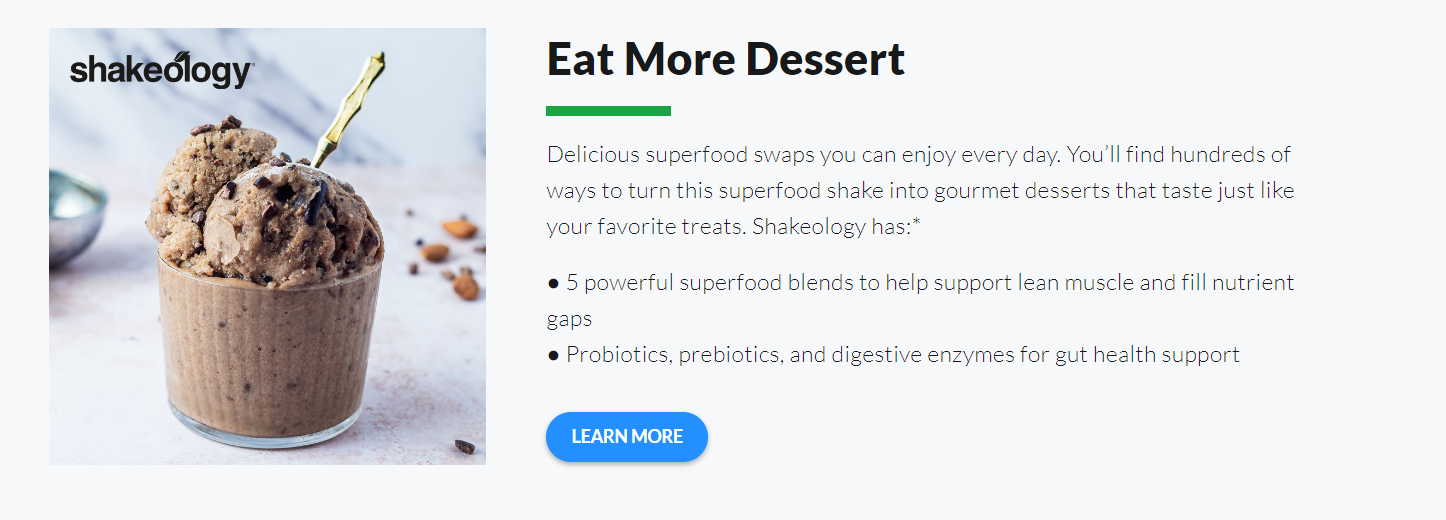 shakeology
Eat More Dessert
Delicious superfood swaps you can enjoy every day. You’ll find hundreds of
ways to turn this superfood shake into gourmet desserts that taste just like
your favorite treats. Shakeology has:*
● 5 powerful superfood blends to help support lean muscle and fill nutrient
gaps
● Probiotics, prebiotics, and digestive enzymes for gut health support
LEARN MORE